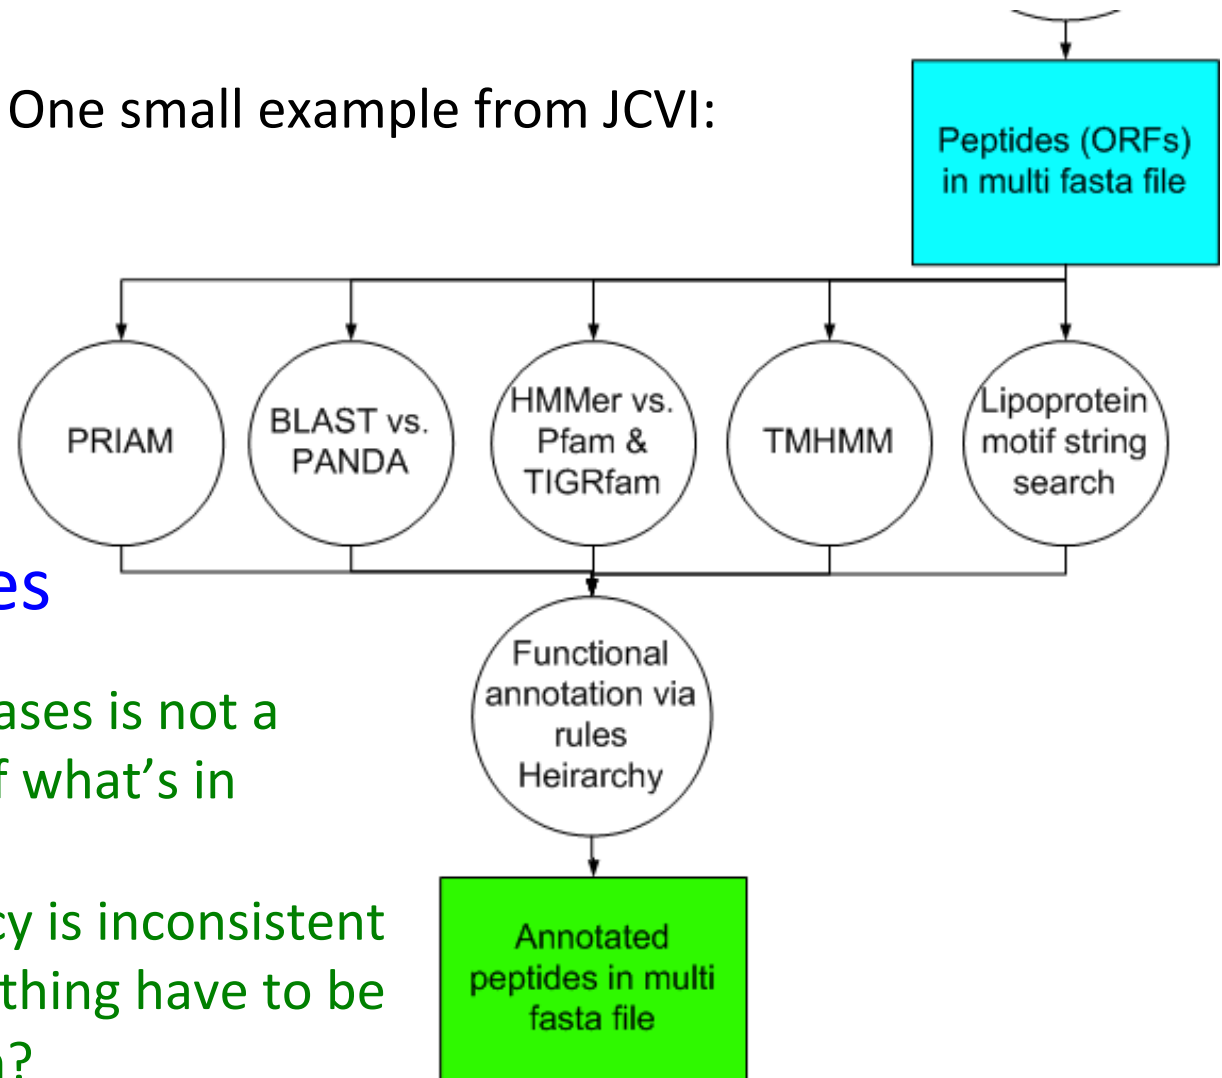 One small example from JCVI:
Peptides (ORFs)
in multi fasta file
PRIAM
BLAST vs.
PANDA
HMMer vs.
Pfam &
TIGRfam
TMHMM
Lipoprotein
motif string
search
es
Functional
annotation via
rules
Heirarchy
ases is not a
f what's in
cy is inconsistent
thing have to be
?
Annotated
peptides in multi
fasta file